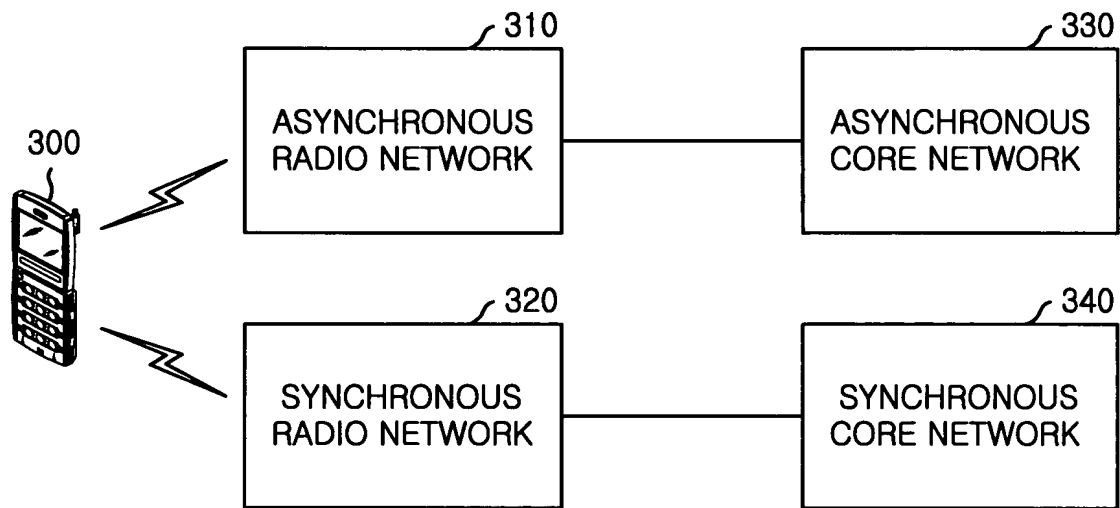 310
330
ASYNCHRONOUS
RADIO NETWORK
ASYNCHRONOUS
CORE NETWORK
300
320
340
SYNCHRONOUS
RADIO NETWORK
SYNCHRONOUS
CORE NETWORK